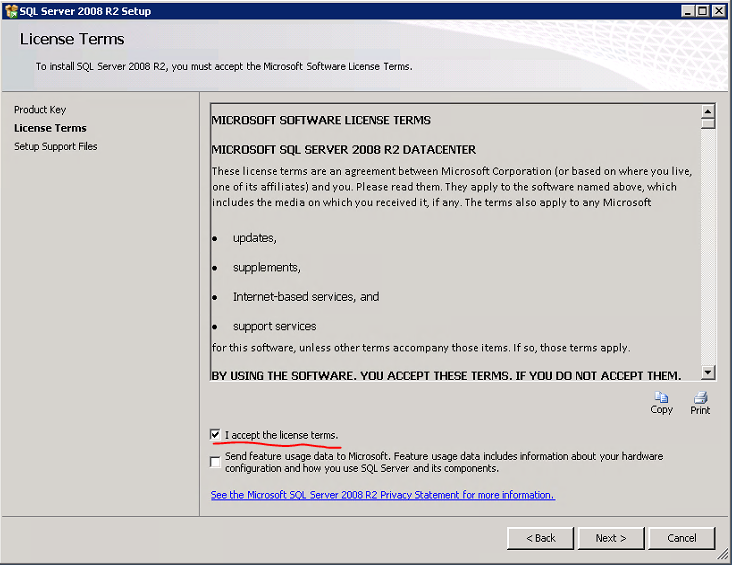 SQL Server 2008 R2 Setup
License Terms
To install SQL Server 2008 R2, you must accept the Microsoft Software License Terms.
Product Key
License Terms
Setup Support Files
MICROSOFT SOFTWARE LICENSE TERMS
MICROSOFT SQL SERVER 2008 R2 DATACENTER
These license terms are an agreement between Microsoft Corporation (or based on where you live,
one of its affiliates) and you. Please read them. They apply to the software named above, which
includes the media on which you received it, if any. The terms also apply to any Microsoft
• updates,
• supplements,
• Internet-based services, and
• support services
for this software, unless other terms accompany those items. If so, those terms apply.
BY USING THE SOFTWARE, YOU ACCEPT THESE TERMS. IF YOU DO NOT ACCEPT THEM,
Copy
Print
I accept the license terms.
Send feature usage data to Microsoft. Feature usage data includes information about your hardware
configuration and how you use SQL Server and its components.
See the Microsoft SQL Server 2008 R2 Privacy Statement for more information.
< Back
Next >
Cancel